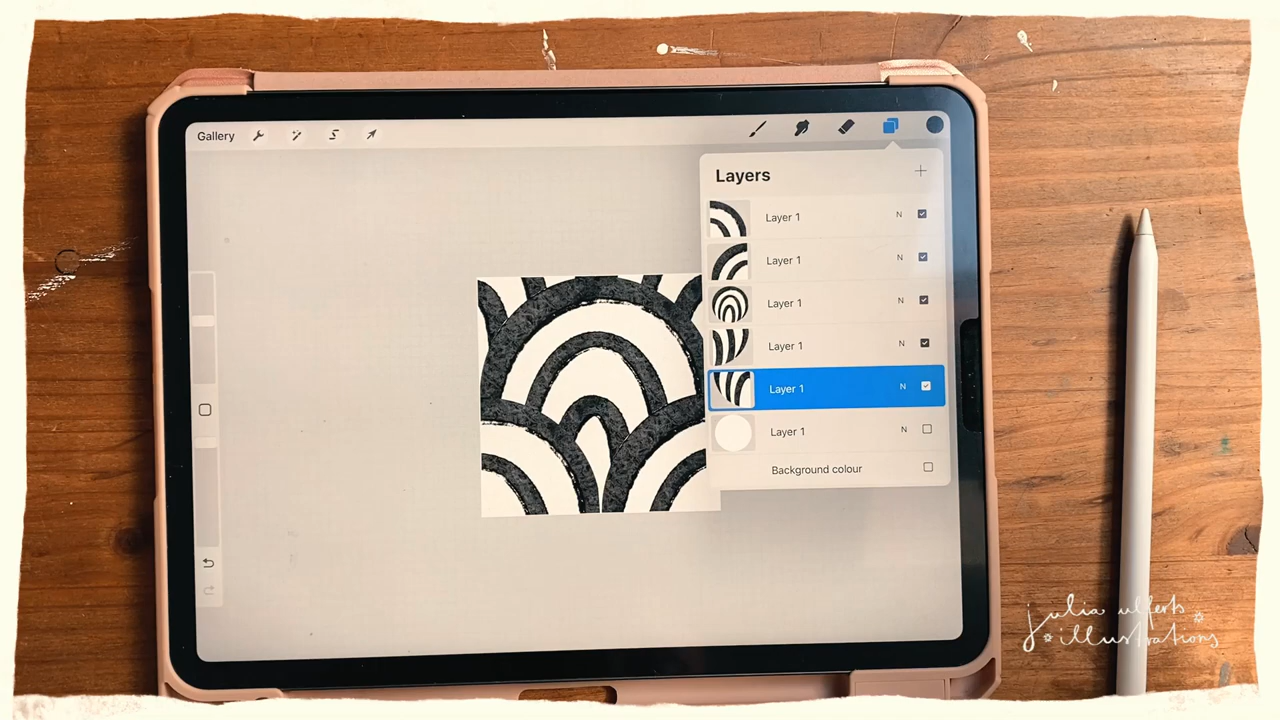 Gallery
Layers
Layer 1 N
Layer 1 N
Layer 1 N
Layer 1 N
Layer 1 N
Layer 1 N
Background colour
julia ulferts
illustrations